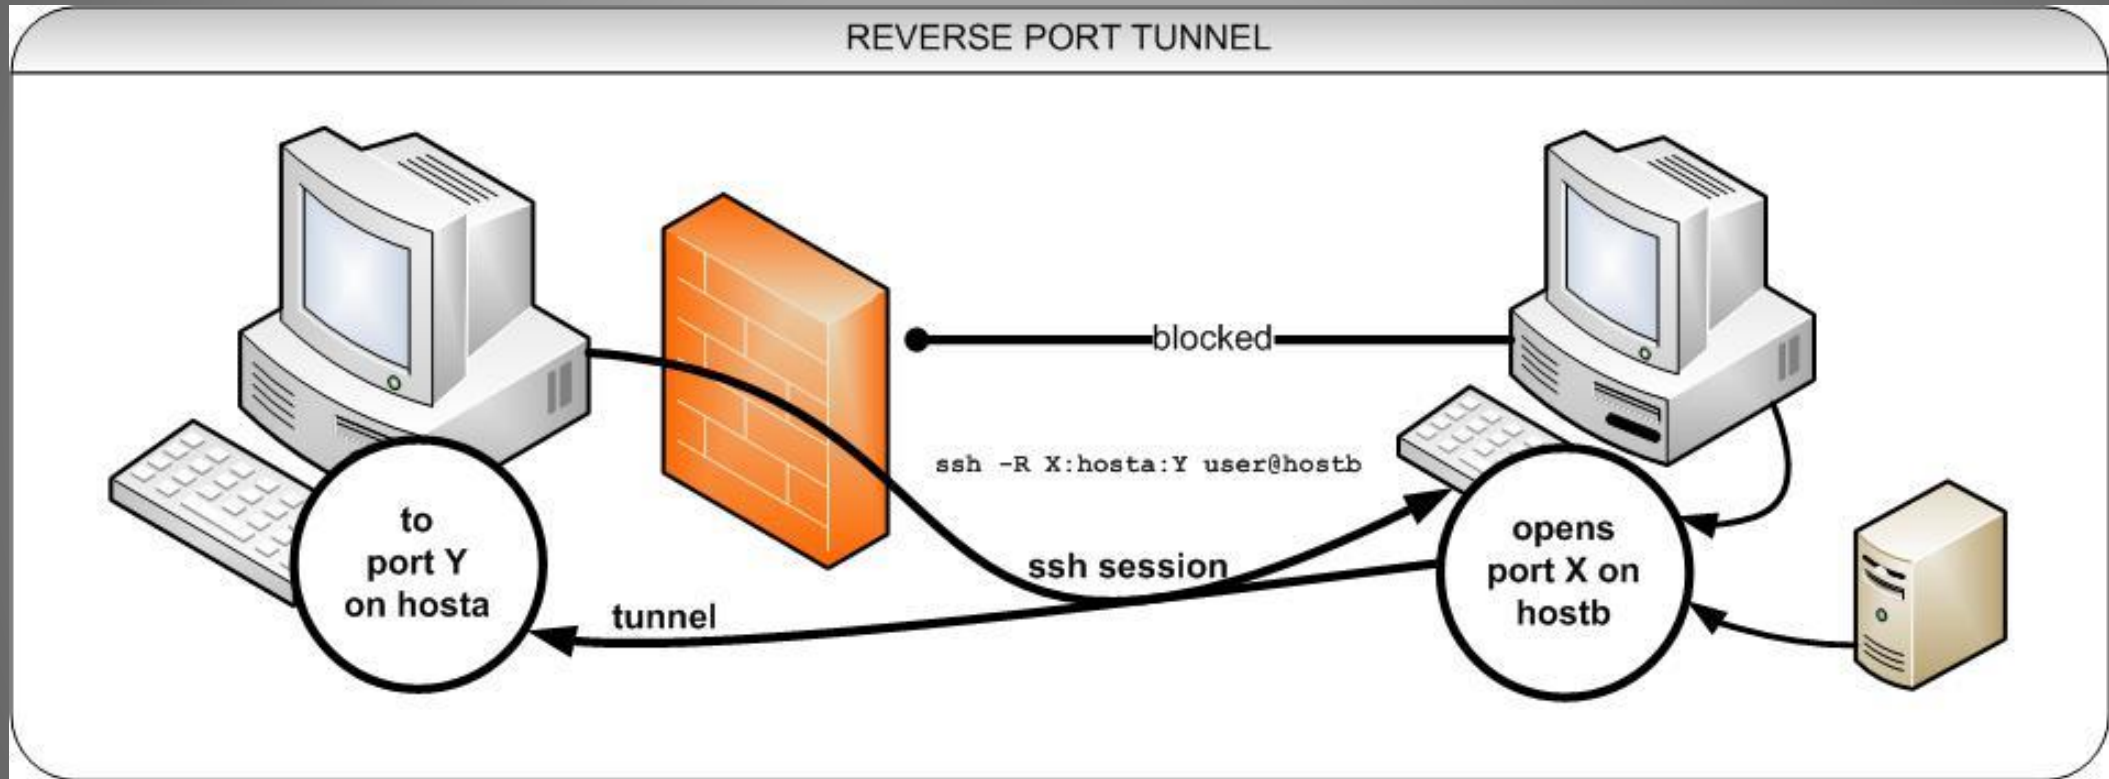 REVERSE PORT TUNNEL
blocked
ssh -R X:hosta:Y user@hostb
to
port Y
on hosta
opens
port X on
hostb
ssh session
tunnel